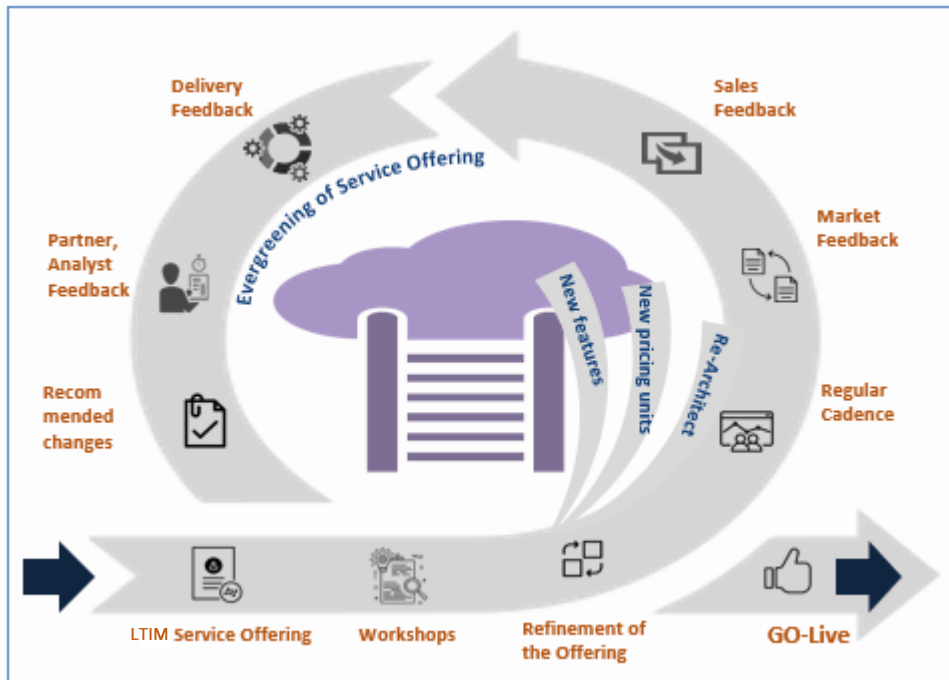 Delivery
Feedback
Sales
Feedback
Evergreening of Service Offering
Partner,
Analyst
Feedback
Market
Feedback
New features
New pricing units
Re-Architect
Recom
mended
changes
Regular
Cadence
LTIM Service Offering
Workshops
Refinement of
the Offering
GO-Live